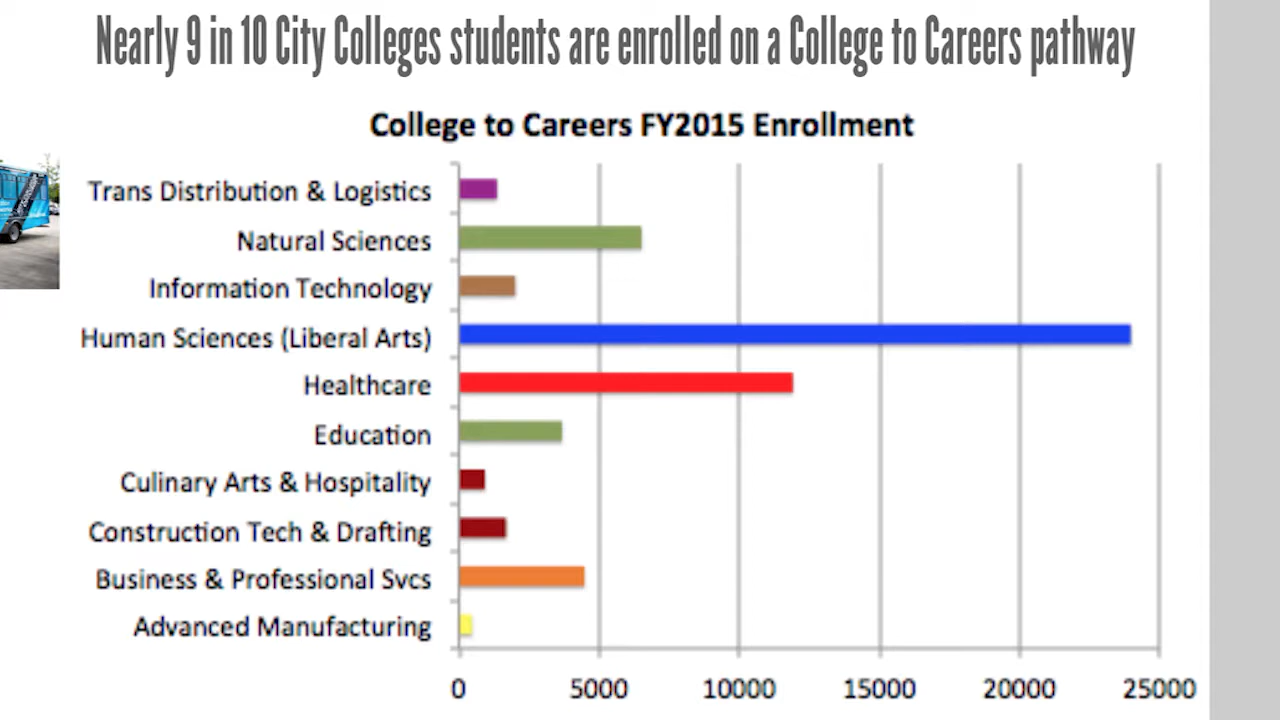 Nearly 9 in 10 City Colleges students are enrolled on a College to Careers pathway
College to Careers FY2015 Enrollment
Trans Distribution & Logistics
Natural Sciences
Information Technology
Human Sciences (Liberal Arts)
Healthcare
Education
Culinary Arts & Hospitality
Construction Tech & Drafting
Business & Professional Svcs
Advanced Manufacturing
0 5000 10000 15000 20000 25000